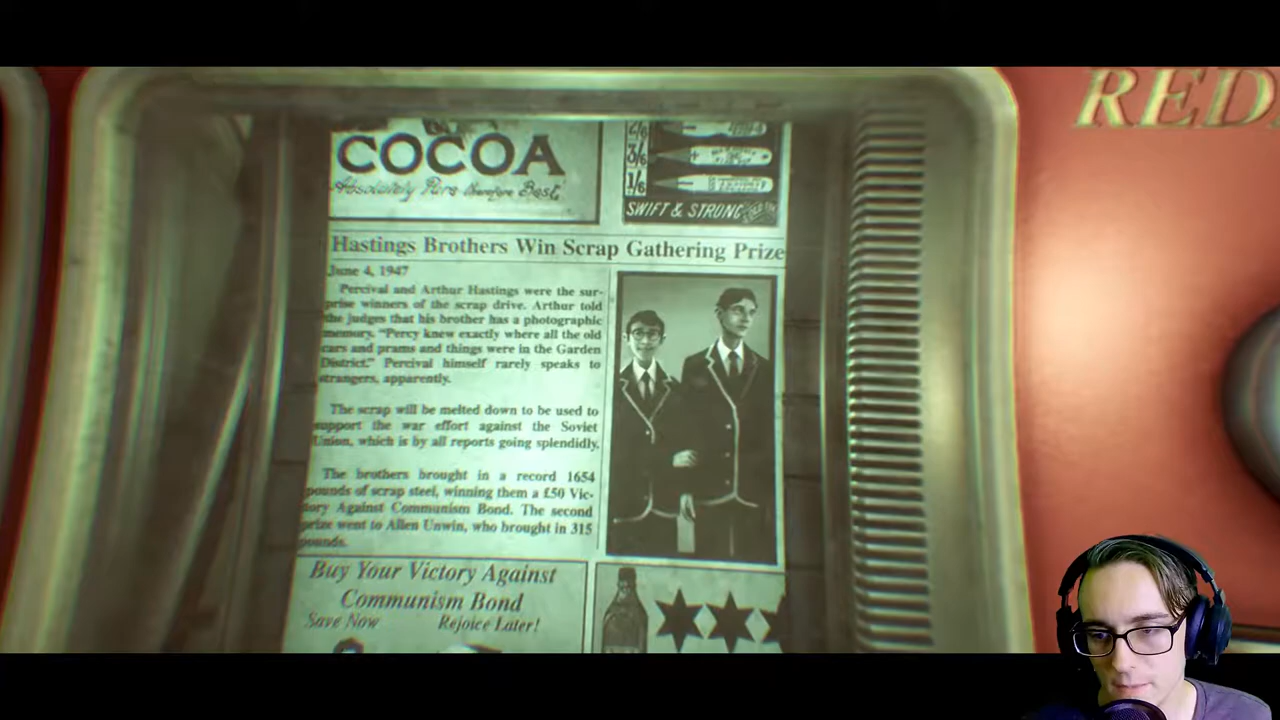 COCOA
Absolutely Pure therefore Best
3/6
1/6
SWIFT & STRONG
RED
Hastings Brothers Win Scrap Gathering Prize
June 4, 1947
Percival and Arthur Hastings were the sur-
prise winners of the scrap drive. Arthur told
the judges that his brother has a photographic
memory. “Percy knew exactly where all the old
cars and prams and things were in the Garden
District.” Percival himself rarely speaks to
strangers, apparently.
The scrap will be melted down to be used to
support the war effort against the Soviet
Union, which is by all reports going splendidly.
The brothers brought in a record 1654
pounds of scrap steel, winning them a £50 Vic-
tory Against Communism Bond. The second
prize went to Allen Unwin, who brought in 315
pounds.
Buy Your Victory Against
Communism Bond
Save Now Rejoice Later!